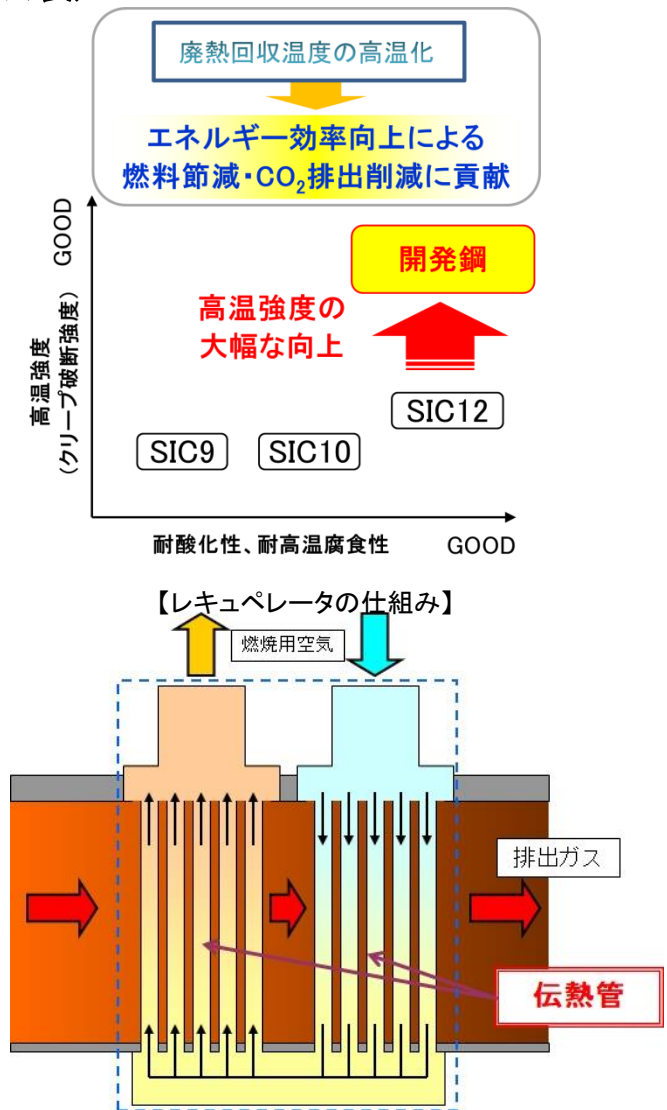 廃熱回収温度の高温化
エネルギー効率向上による
燃料節減・CO₂排出削減に貢献
GOOD
高温強度
（クリープ破断強度）
開発鋼
高温強度の
大幅な向上
SIC12
SIC9
SIC10
耐酸化性、耐高温腐食性
GOOD
【レキュペレータの仕組み】
燃焼用空気
排出ガス
伝熱管